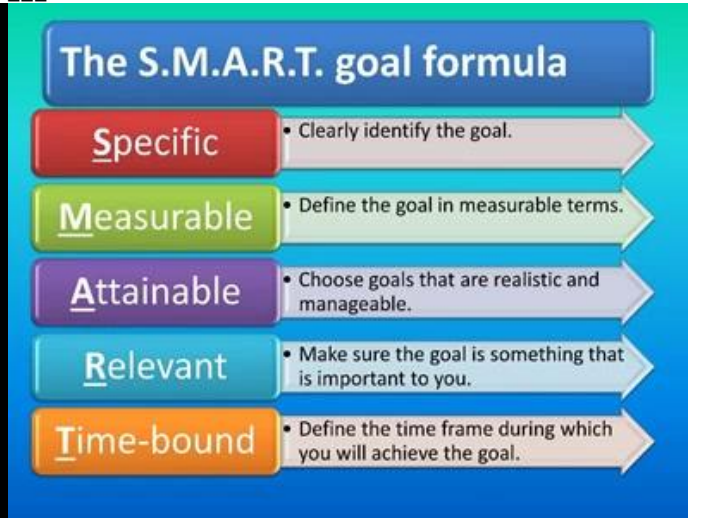 The S.M.A.R.T. goal formula
Specific
• Clearly identify the goal.
Measurable
• Define the goal in measurable terms.
Attainable
• Choose goals that are realistic and
manageable.
Relevant
• Make sure the goal is something that
is important to you.
Time-bound
• Define the time frame during which
you will achieve the goal.